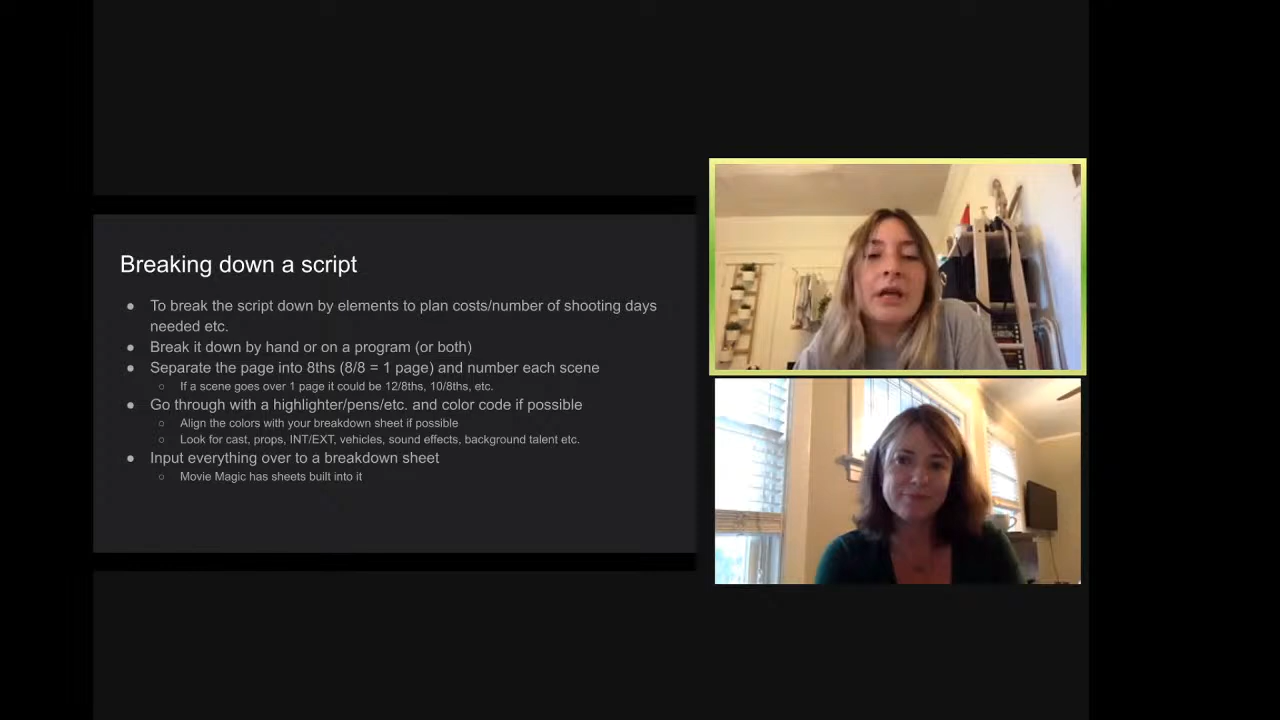 Breaking down a script
● To break the script down by elements to plan costs/number of shooting days
needed etc.
● Break it down by hand or on a program (or both)
● Separate the page into 8ths (8/8 = 1 page) and number each scene
○ If a scene goes over 1 page it could be 12/8ths, 10/8ths, etc.
● Go through with a highlighter/pens/etc. and color code if possible
○ Align the colors with your breakdown sheet if possible
○ Look for cast, props, INT/EXT, vehicles, sound effects, background talent etc.
● Input everything over to a breakdown sheet
○ Movie Magic has sheets built into it